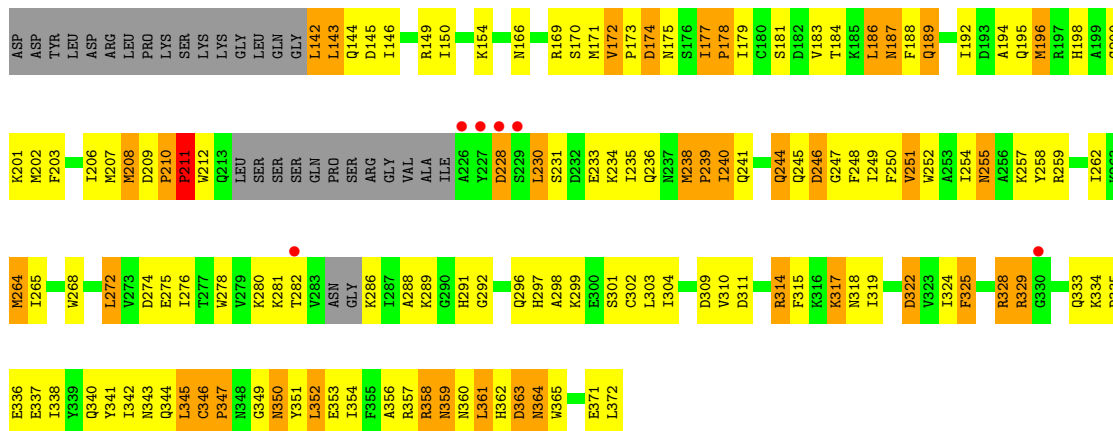 ASP ASP TYR LEU ASP ARG LEU PRO LYS SER LYS LYS GLY LEU GLN GLY L142 L143 Q144 D145 I146 R149 I150 K154 N166 R169 S170 M171 V172 P173 D174 N175 S176 I177 P178 I179 C180 S181 D182 V183 T184 K185 L186 N187 F188 Q189 I192 D193 A194 Q195 M196 R197 H198 A199
K201 M202 F203 I206 M207 M208 D209 P210 P211 W212 Q213 LEU SER SER SER GLN PRO SER ARG GLY VAL ALA ILE A226 Y227 D228 S229 L230 S231 D232 E233 K234 I235 Q236 N237 M238 P239 I240 Q241 Q244 Q245 D246 G247 F248 I249 F250 V251 W252 A253 I254 N255 A256 K257 Y258 R259 I262
M264 I265 W268 L272 V273 D274 E275 I276 T277 W278 V279 K280 K281 T282 V283 ASN GLY K286 I287 A288 K289 G290 H291 G292 Q296 H297 A298 K299 E300 S301 C302 L303 I304 D309 V310 D311 R314 F315 K316 K317 N318 I319 D322 V323 I324 F325 R328 R329 G330 Q333 K334
E336 E337 I338 Y339 Q340 Y341 I342 N343 Q344 L345 C346 P347 N348 G349 N350 Y351 L352 E353 I354 F355 A356 R357 R358 N359 N360 L361 H362 D363 N364 W365 E371 L372